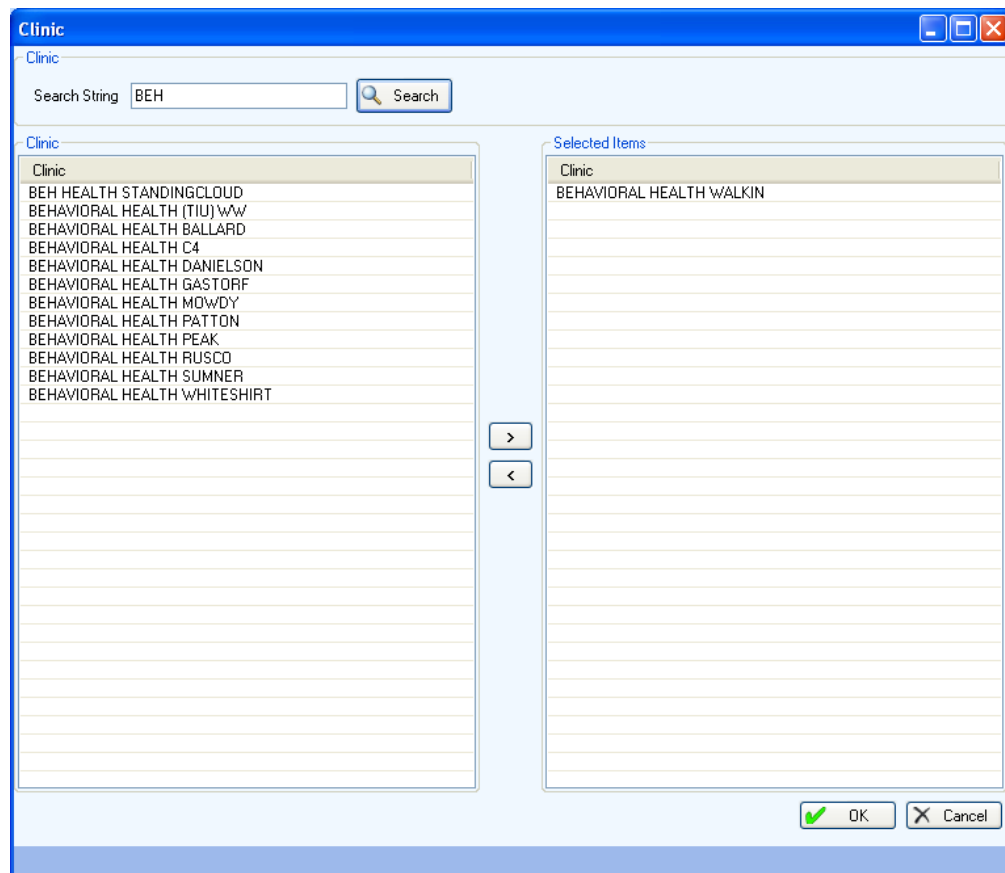 Clinic
Clinic
Search String BEH Search
Clinic
Clinic
BEH HEALTH STANDINGCLOUD
BEHAVIORAL HEALTH (TIU) WW
BEHAVIORAL HEALTH BALLARD
BEHAVIORAL HEALTH C4
BEHAVIORAL HEALTH DANIELSON
BEHAVIORAL HEALTH GASTORF
BEHAVIORAL HEALTH MOWDY
BEHAVIORAL HEALTH PATTON
BEHAVIORAL HEALTH PEAK
BEHAVIORAL HEALTH RUSCO
BEHAVIORAL HEALTH SUMNER
BEHAVIORAL HEALTH WHITESHIRT
>
<
Selected Items
Clinic
BEHAVIORAL HEALTH WALKIN
OK Cancel